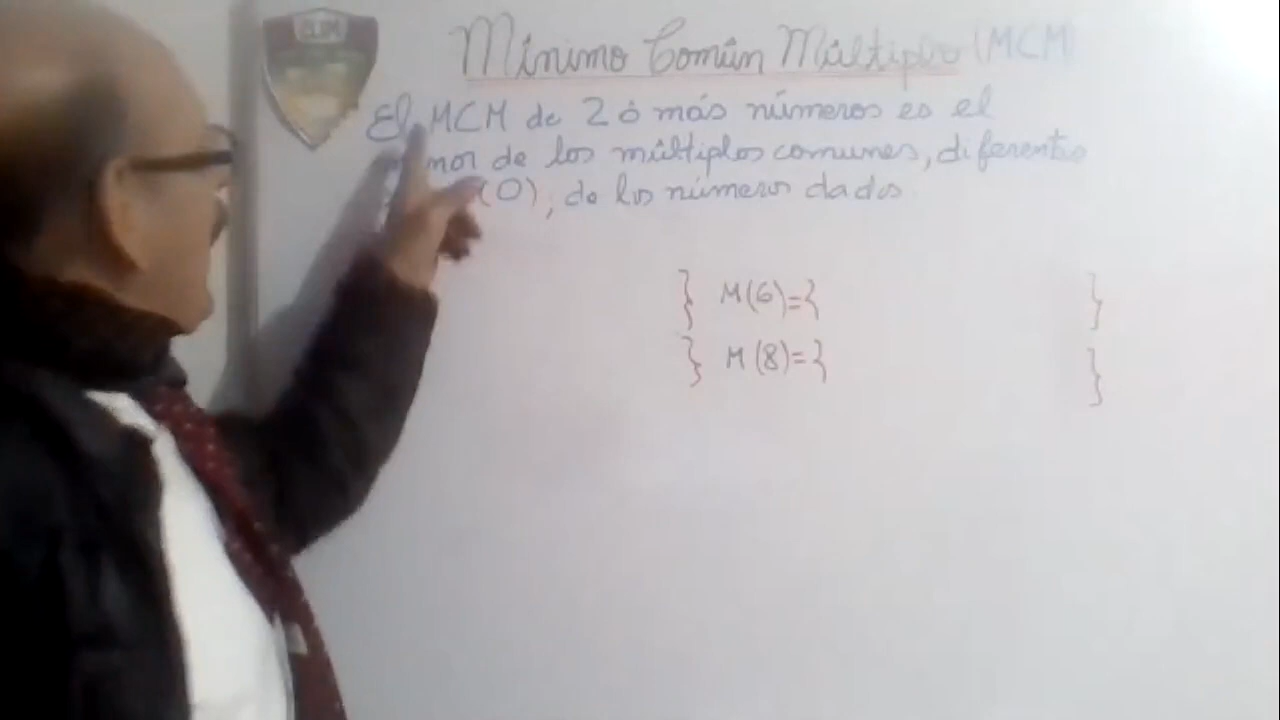 Mínimo Común Múltiplo (MCM)
El MCM de 2 ó más números es el
nor de los múltiplos comunes, diferentes
(0), de los números dados.
} M(6)={ }
} M(8)={ }